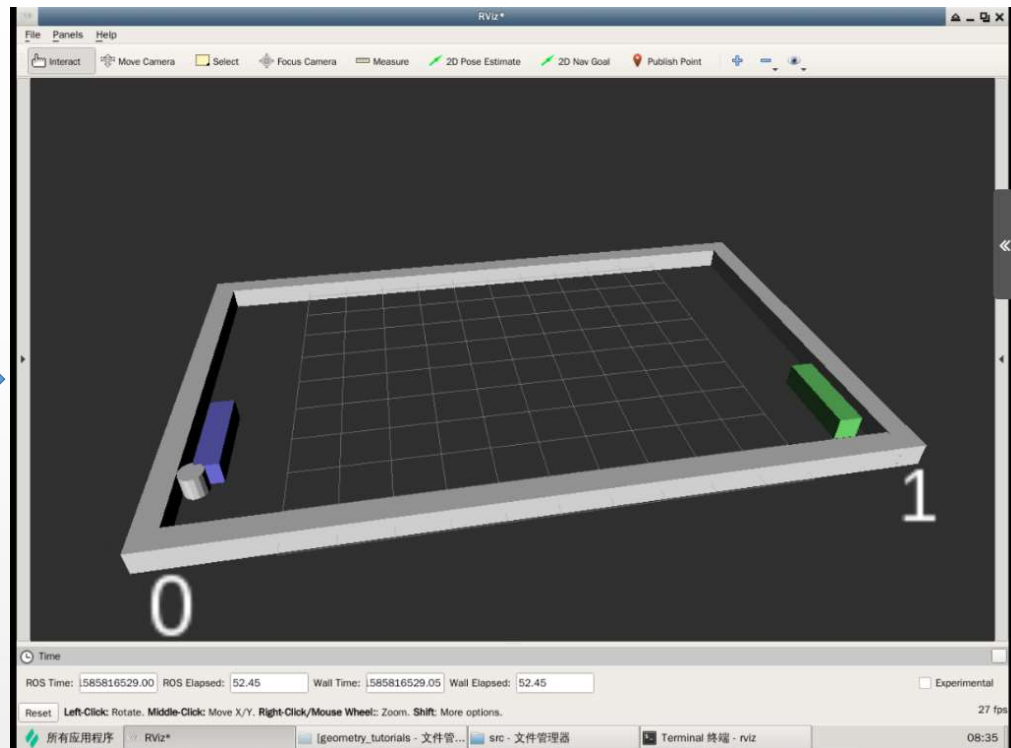 RViz*
File Panels Help
Interact Move Camera Select Focus Camera Measure 2D Pose Estimate 2D Nav Goal Publish Point
0
1
Time
ROS Time: .585816529.00 ROS Elapsed: 52.45 Wall Time: .585816529.05 Wall Elapsed: 52.45 Experimental
Reset Left-Click: Rotate. Middle-Click: Move X/Y. Right-Click/Mouse Wheel:: Zoom. Shift: More options. 27 fps
所有应用程序 RViz* [geometry_tutorials - 文件管... src - 文件管理器 Terminal 终端 - rviz 08:35